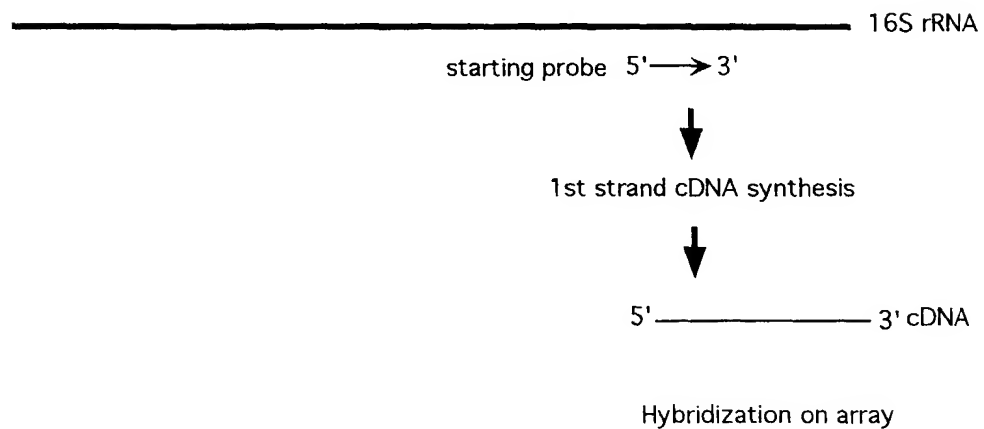 16S rRNA
starting probe 5' 3'
1st strand cDNA synthesis
5' 3' cDNA
Hybridization on array